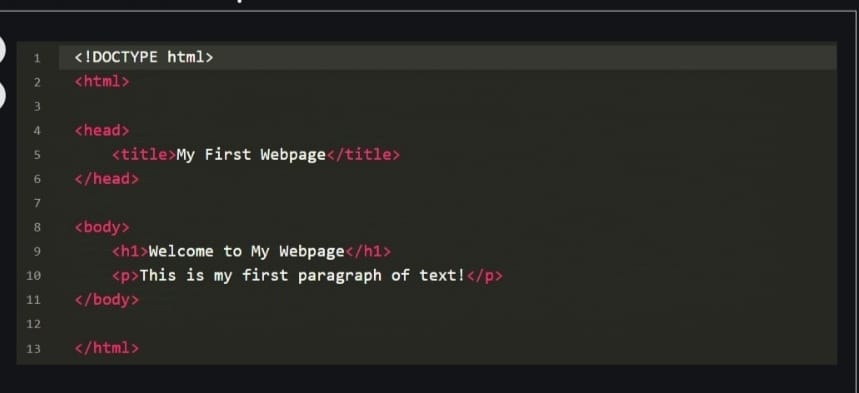 1 <!DOCTYPE html>
2 <html>
3
4 <head>
5     <title>My First Webpage</title>
6 </head>
7
8 <body>
9     <h1>Welcome to My Webpage</h1>
10     <p>This is my first paragraph of text!</p>
11 </body>
12
13 </html>